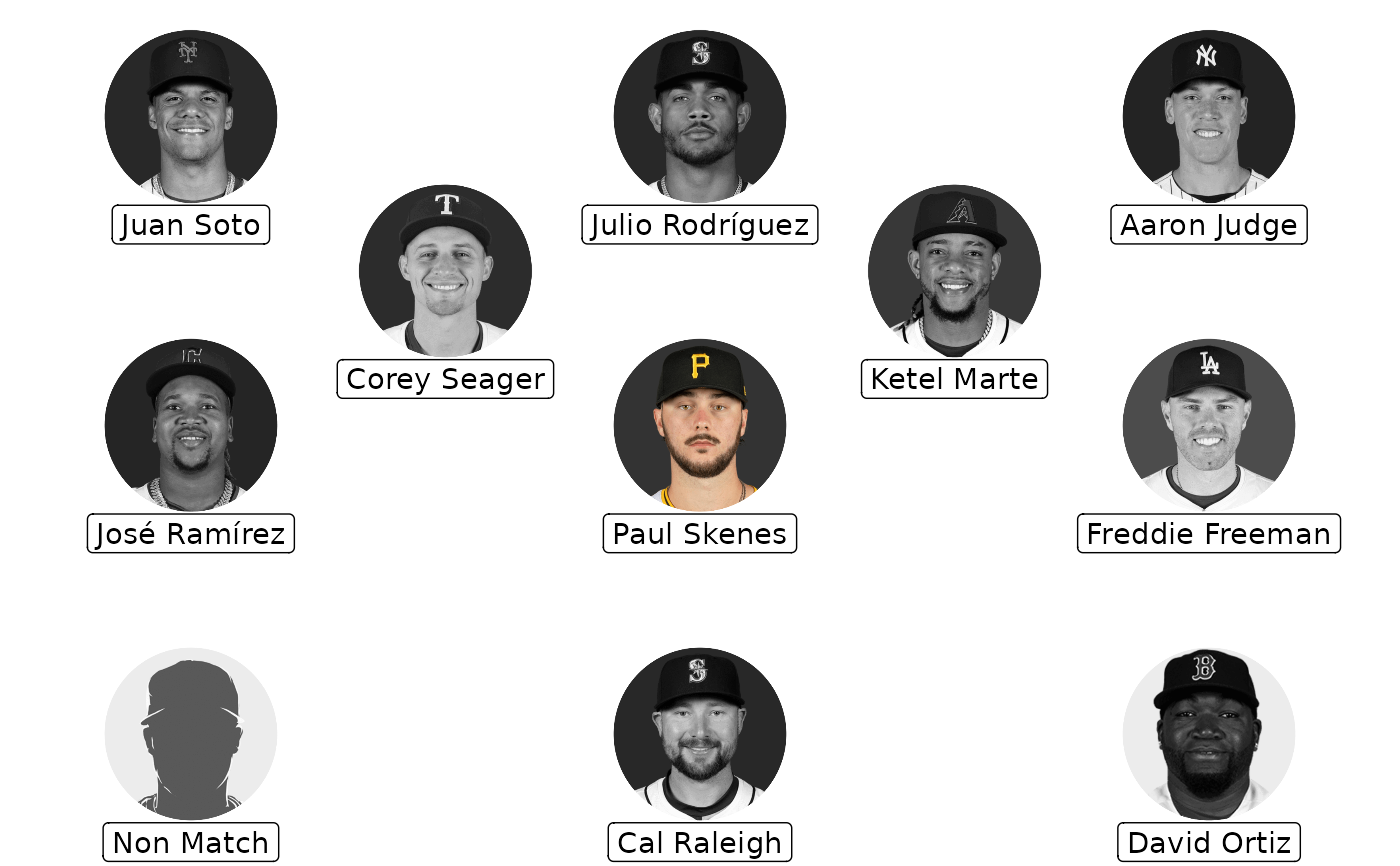 Juan Soto
Julio Rodríguez
Aaron Judge
Corey Seager
Ketel Marte
José Ramírez
Paul Skenes
Freddie Freeman
Non Match
Cal Raleigh
David Ortiz